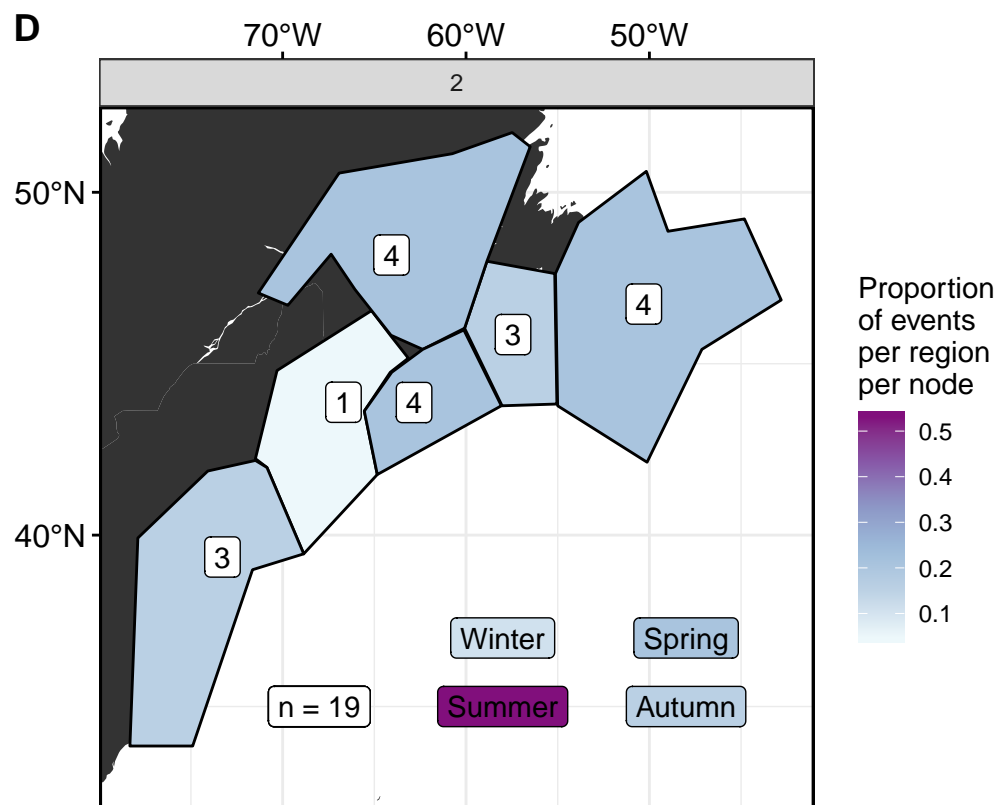 D
70°W 60°W 50°W
2
50°N
40°N
4
4
3
1
4
3
Winter
Spring
n = 19
Summer
Autumn
Proportion
of events
per region
per node
0.5
0.4
0.3
0.2
0.1